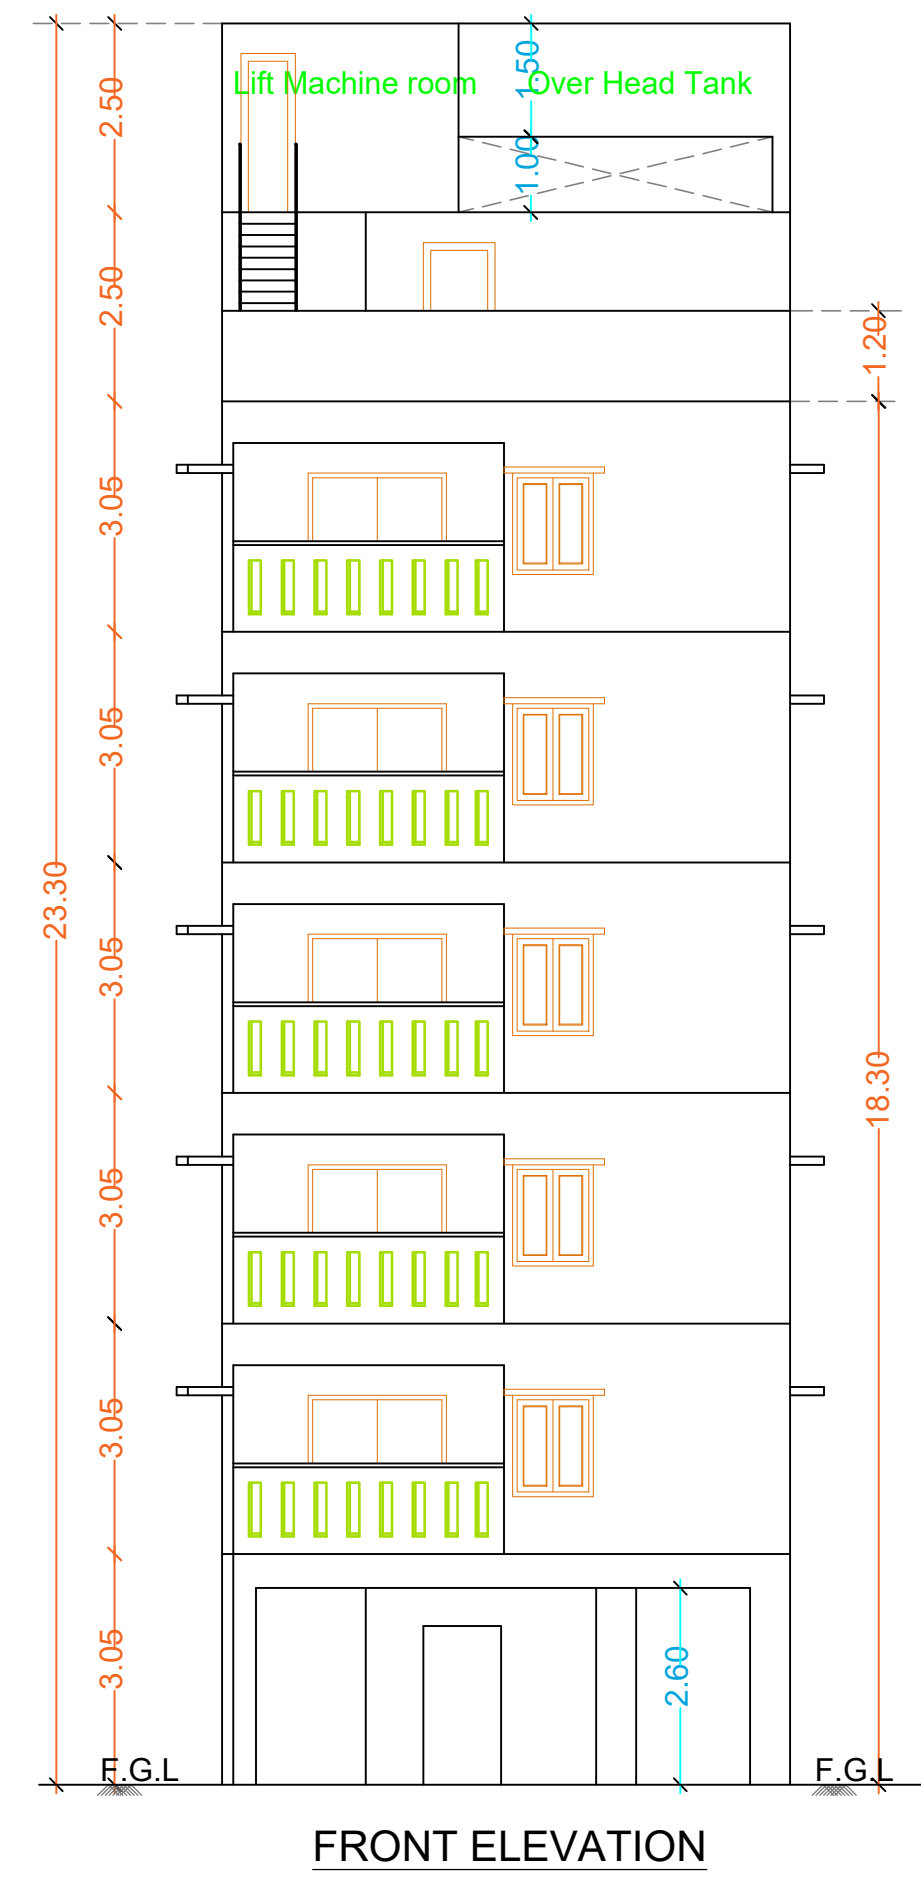 1.50
2.50
Lift Machine room
Over Head Tank
1.00
2.50
1.20
3.05
3.05
23.30
3.05
18.30
3.05
3.05
3.05
2.60
F.G.L
F.G.L
FRONT ELEVATION